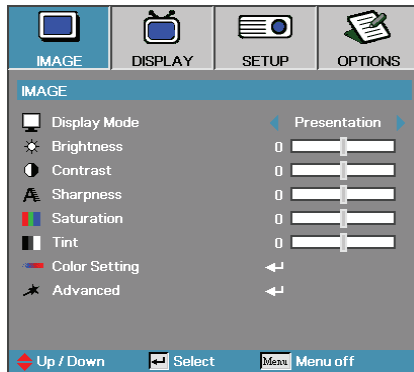 IMAGE DISPLAY SETUP OPTIONS
IMAGE
Display Mode Presentation
Brightness 0
Contrast 0
Sharpness 0
Saturation 0
Tint 0
Color Setting
Advanced
Up / Down Select Menu Menu off